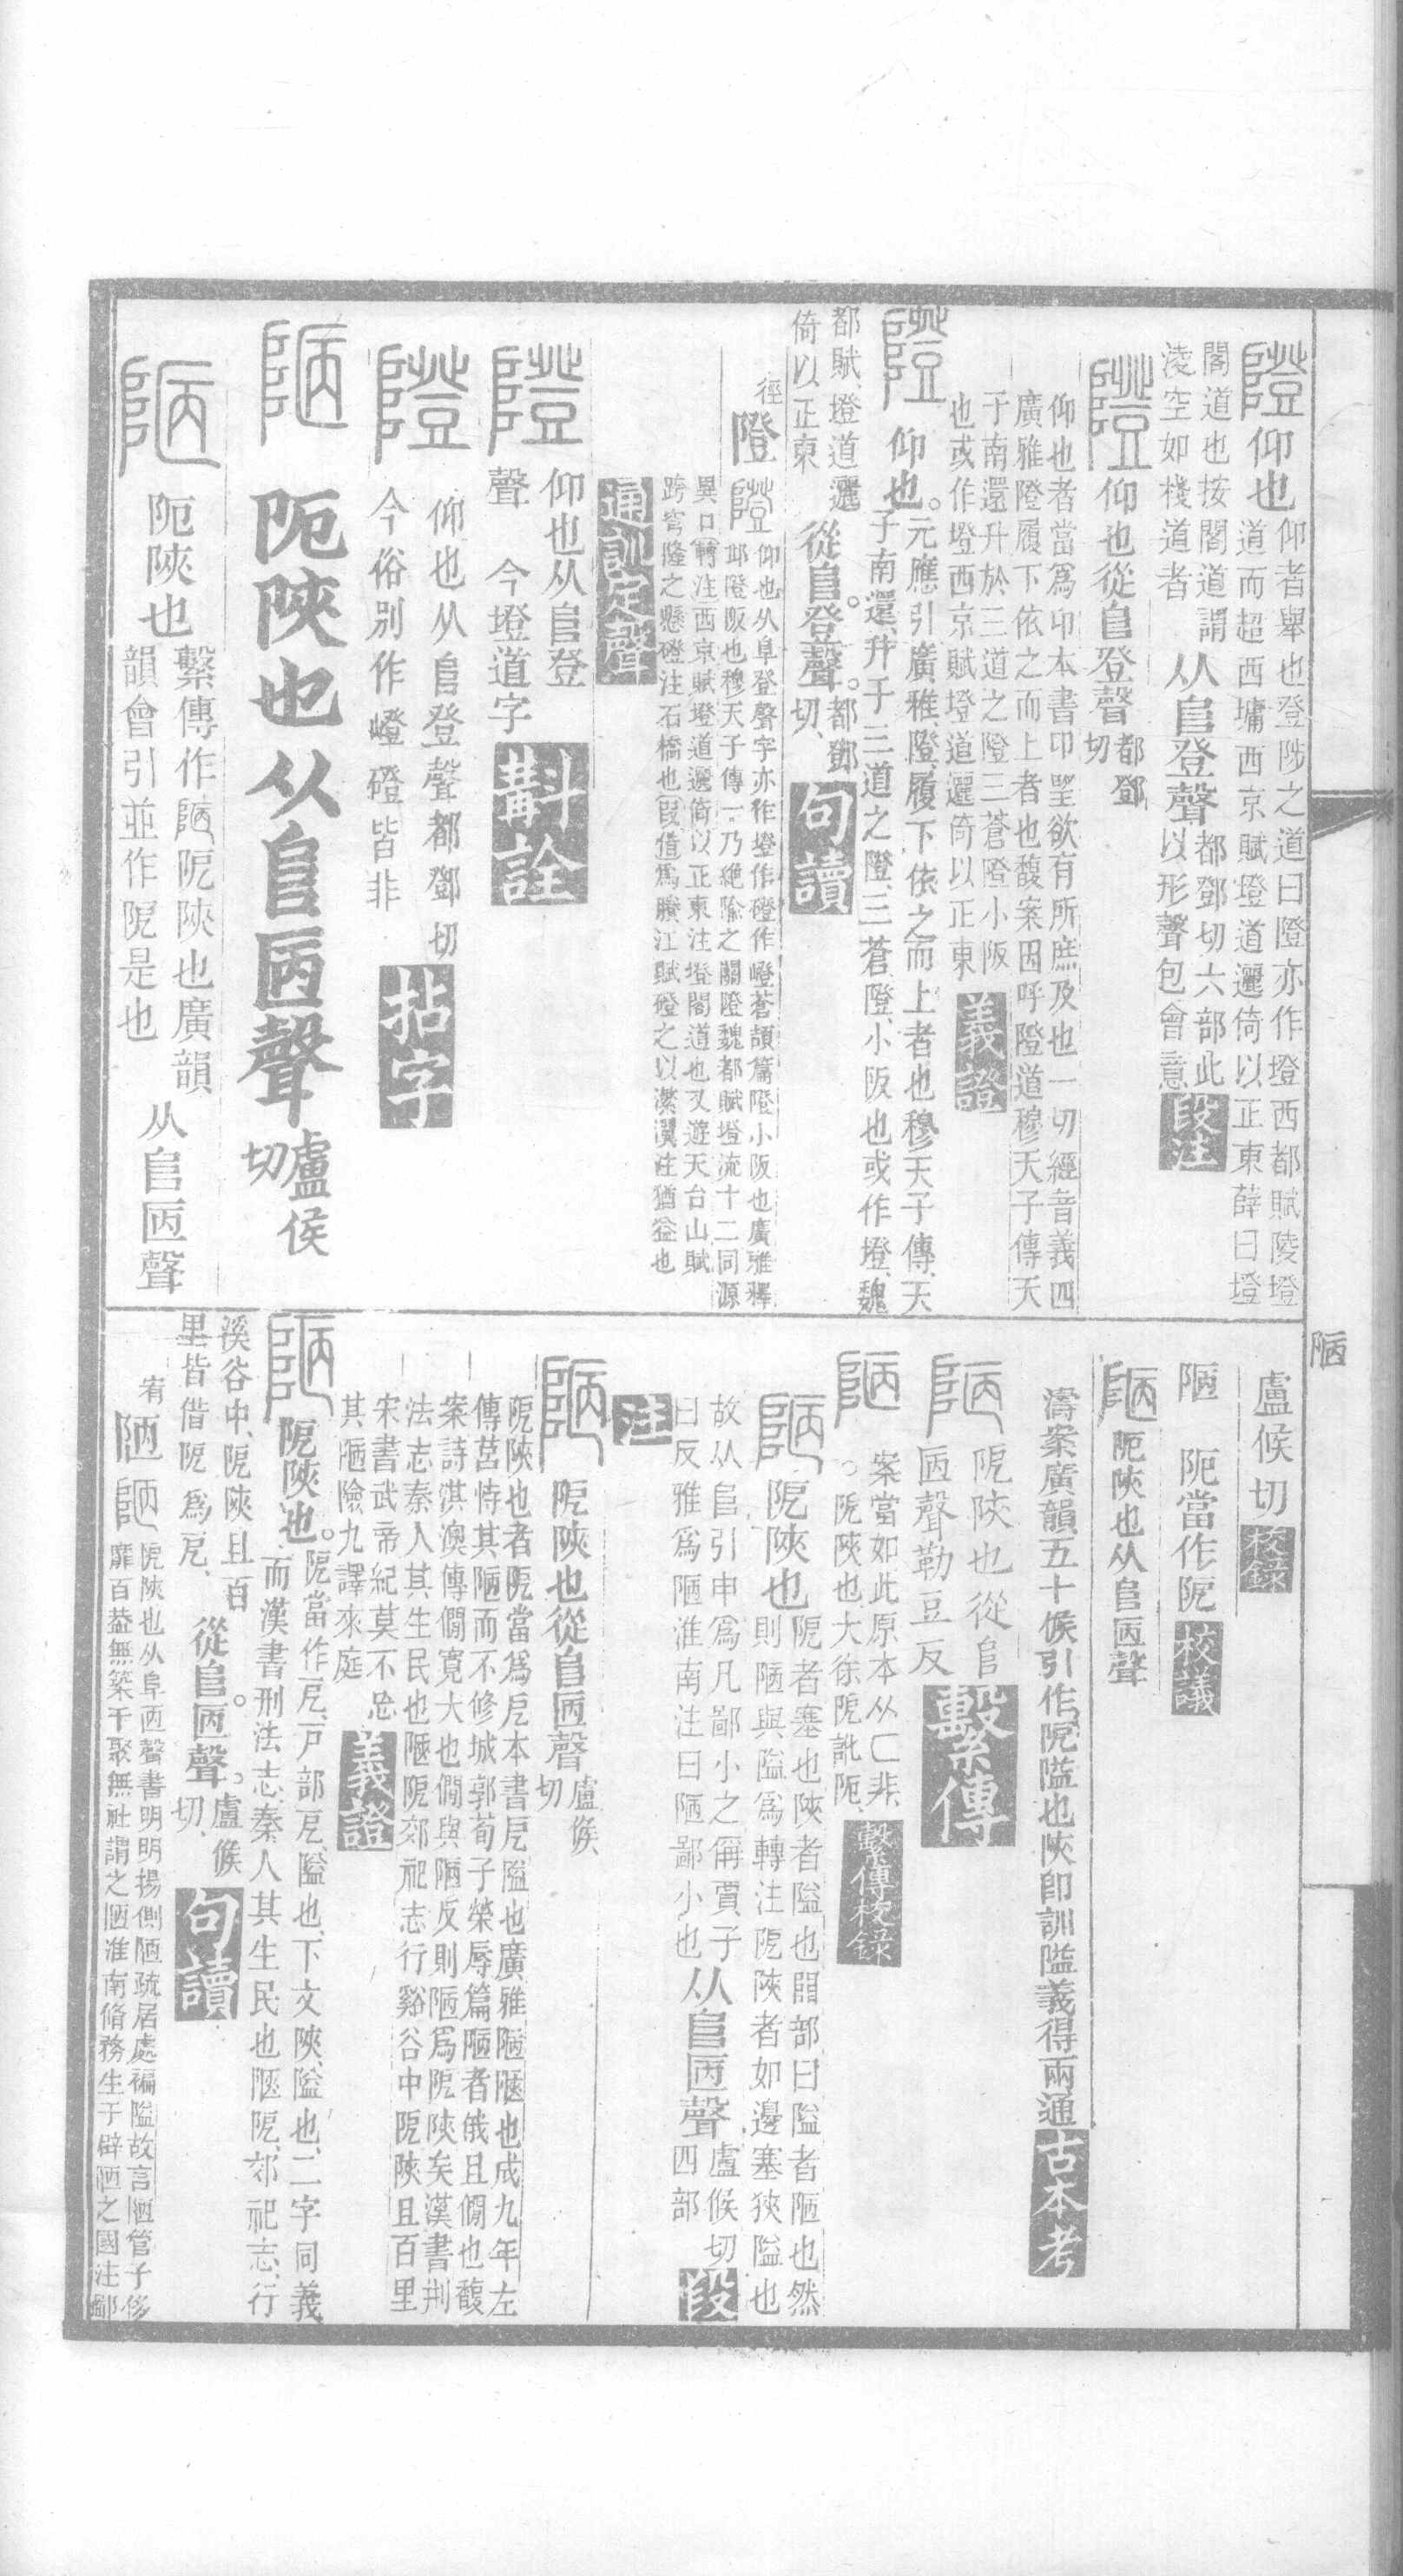 隥仰也仰者舉也登陟之道曰隥亦作墱西都賦陵墱
道而超西墉西京賦墱道邐倚以正東薛曰墱
閣道也按閣道謂
淩空如棧道者
从𨸏登聲都鄧切六部此
以形聲包會意
段注
隥仰也從𨸏登聲都鄧
切
仰也者當爲卬本書卬望欲有所庶及也一切經音義四
廣雅隥履下依之而上者也馥案因呼隥道穆天子傳天
子南還升於三道之隥三蒼隥小阪
也或作墱西京賦墱道邐倚以正東
義證
隥仰也。元應引廣雅、隥、履下依之而上者也穆天子傳、天
子南還升于三道之隥、三蒼、隥、小阪也或作墱、魏
都賦、墱道邐
倚以正東
從𨸏。登聲。都鄧
切、
句讀
徑
隥隥仰也从阜登聲字亦作墱作磴作嶝蒼頡篇隥小阪也廣雅釋
邱隥阪也穆天子傳一乃絶隃之關隥魏都賦墱流十二同源
異口轉注西京賦墱道邐倚以正東注墱閣道也又遊天台山賦
跨穹隆之懸磴注石橋也叚借爲騰江賦磴之以瀿瀷注猶益也
通訓定聲
隥仰也从𨸏登
聲 今墱道字
斠詮
隥仰也从𨸏登聲都鄧切
今俗別作嶝磴皆非
拈字
陋阨陝也从𨸏㔷聲盧侯
切
陋阨陝也繫傳作陋阸陝也廣韻
韻會引並作阸是也
从𨸏㔷聲
陋
盧候切校錄
陋 阨當作阸校議
陋阨陝也从𨸏㔷聲
濤案廣韻五十候引作阸隘也陝卽訓隘義得兩通古本考
陋阸陝也從𨸏
㔷聲勒豆反
繫傳
陋案當如此原本从匚非、
。阸陝也、大徐阸訛阨、
繫傳校錄
陋阸陝也阸者塞也陝者隘也𨺅部曰隘者陋也然
則陋與隘爲轉注阸陝者如邊塞狹隘也
故从𨸏引申爲凡鄙小之偁賈子
曰反雅爲陋淮南注曰陋鄙小也
从𨸏㔷聲盧候切
四部
段
注
陋阸陝也從𨸏㔷聲盧候
切
阸陝也者阸當爲戹本書戹隘也廣雅陋陿也成九年左
傳莒恃其陋而不修城郭荀子榮辱篇陋者俄且僩也馥
案詩淇澳傳僩寬大也僩與陋反則陋爲阸陝矣漢書刑
法志秦人其生民也陿阸郊祀志行谿谷中阸陝且百里
宋書武帝紀莫不
其陋險九譯來庭
義證
陋阸陝也。阸當作戹、戶部戹、隘也、下文陝、隘也、二字同義
而漢書刑法志、秦人其生民也陿阸、郊祀志、行
溪谷中、阸陝且百
里皆借阸爲戹、
從𨸏。㔷聲。盧候
切、
句讀
宥
陋陋阸陝也从阜㔷聲書明明揚側陋疏居處褊隘故言陋管子侈
靡百蓋無築千聚無社謂之陋淮南脩務生于辟陋之國注鄙